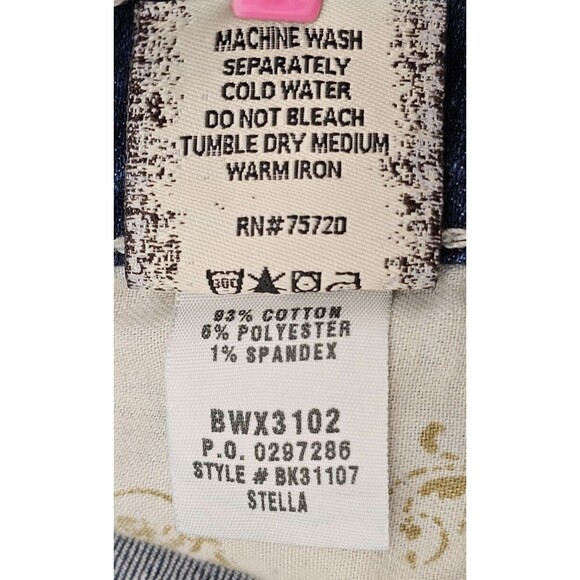 MACHINE WASH
SEPARATELY
COLD WATER
DO NOT BLEACH
TUMBLE DRY MEDIUM
WARM IRON
RN#75720
30C
93% COTTON
6% POLYESTER
1% SPANDEX
BWX3102
P.O. 0297286
STYLE # BK31107
STELLA